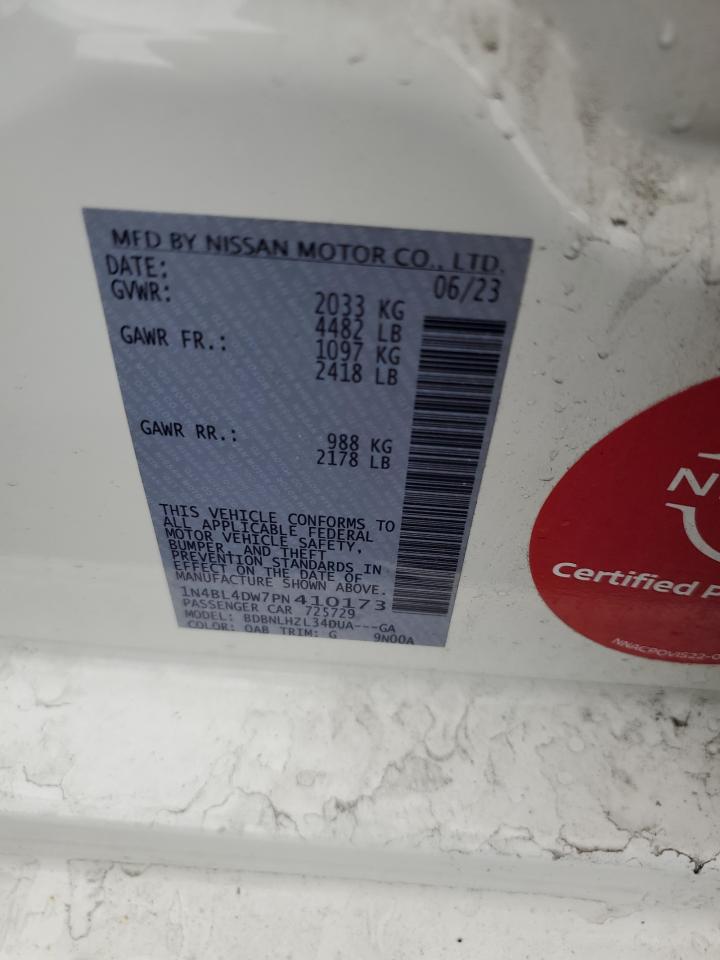 MFD BY NISSAN MOTOR CO., LTD.
DATE: 06/23
GVWR: 2033 KG
4482 LB
GAWR FR.: 1097 KG
2418 LB
GAWR RR.: 988 KG
2178 LB
THIS VEHICLE CONFORMS TO
ALL APPLICABLE FEDERAL
MOTOR VEHICLE SAFETY,
BUMPER, AND THEFT
PREVENTION STANDARDS IN
EFFECT ON THE DATE OF
MANUFACTURE SHOWN ABOVE.
1N4BL4DW7PN410173
PASSENGER CAR 725729
MODEL: BDBNLHZL34DUA---GA
COLOR: QAB TRIM: G 9N00A
Certified